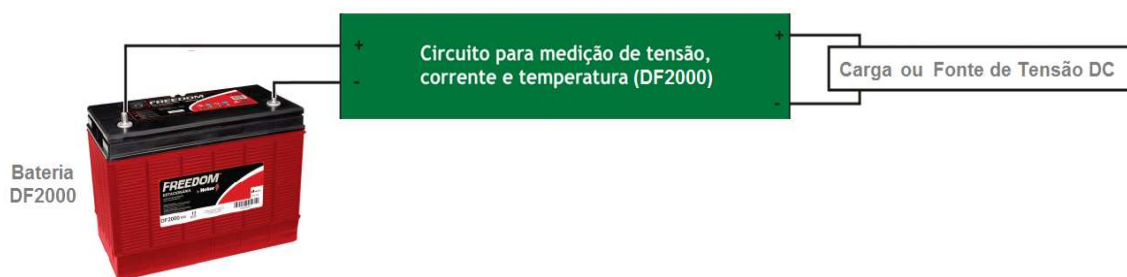 +
+
Circuito para medição de tensão,
corrente e temperatura (DF2000)
-
-
Carga ou Fonte de Tensão DC
Bateria
DF2000
FREEDOM
FREEDOM
ESTACIONÁRIA
by Heliar
DF2000